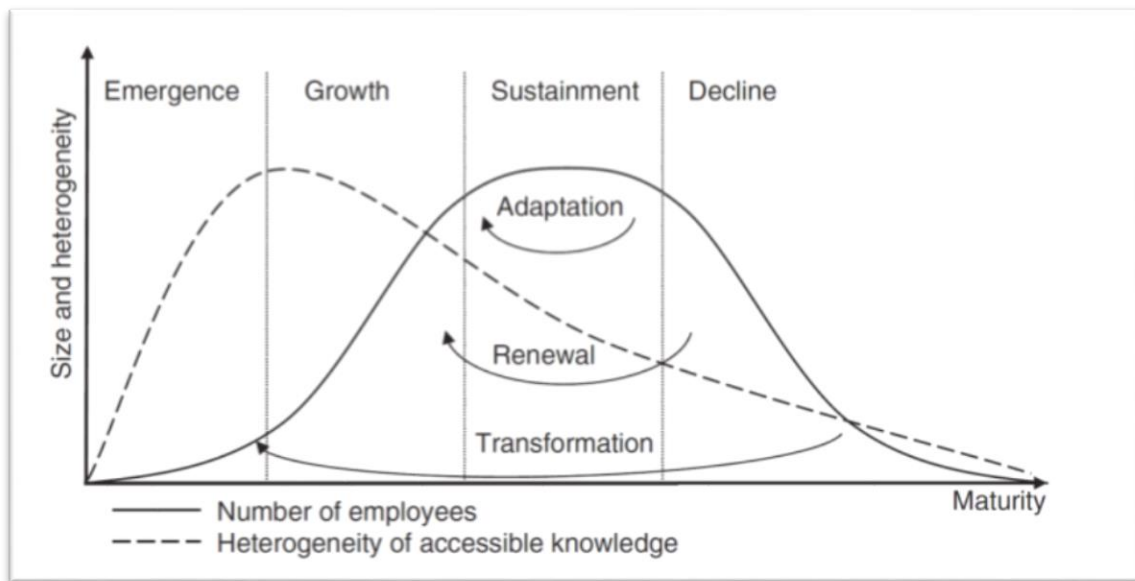 Emergence
Growth
Sustainment
Decline
Size and heterogeneity
Adaptation
Renewal
Transformation
Maturity
Number of employees
Heterogeneity of accessible knowledge